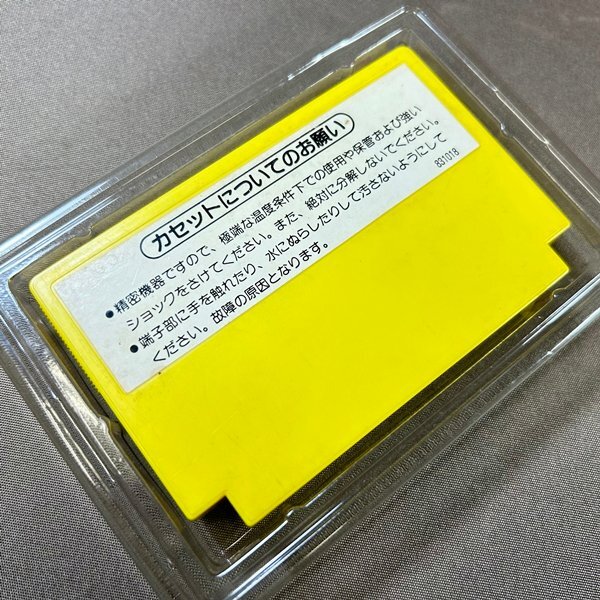 カセットについてのお願い
●精密機器ですので、極端な温度条件下での使用や保管および強い
ショックをさけてください。また、絶対に分解しないでください。
●端子部に手を触れたり、水にぬらしたりして汚さないようにして
ください。故障の原因となります。
831018